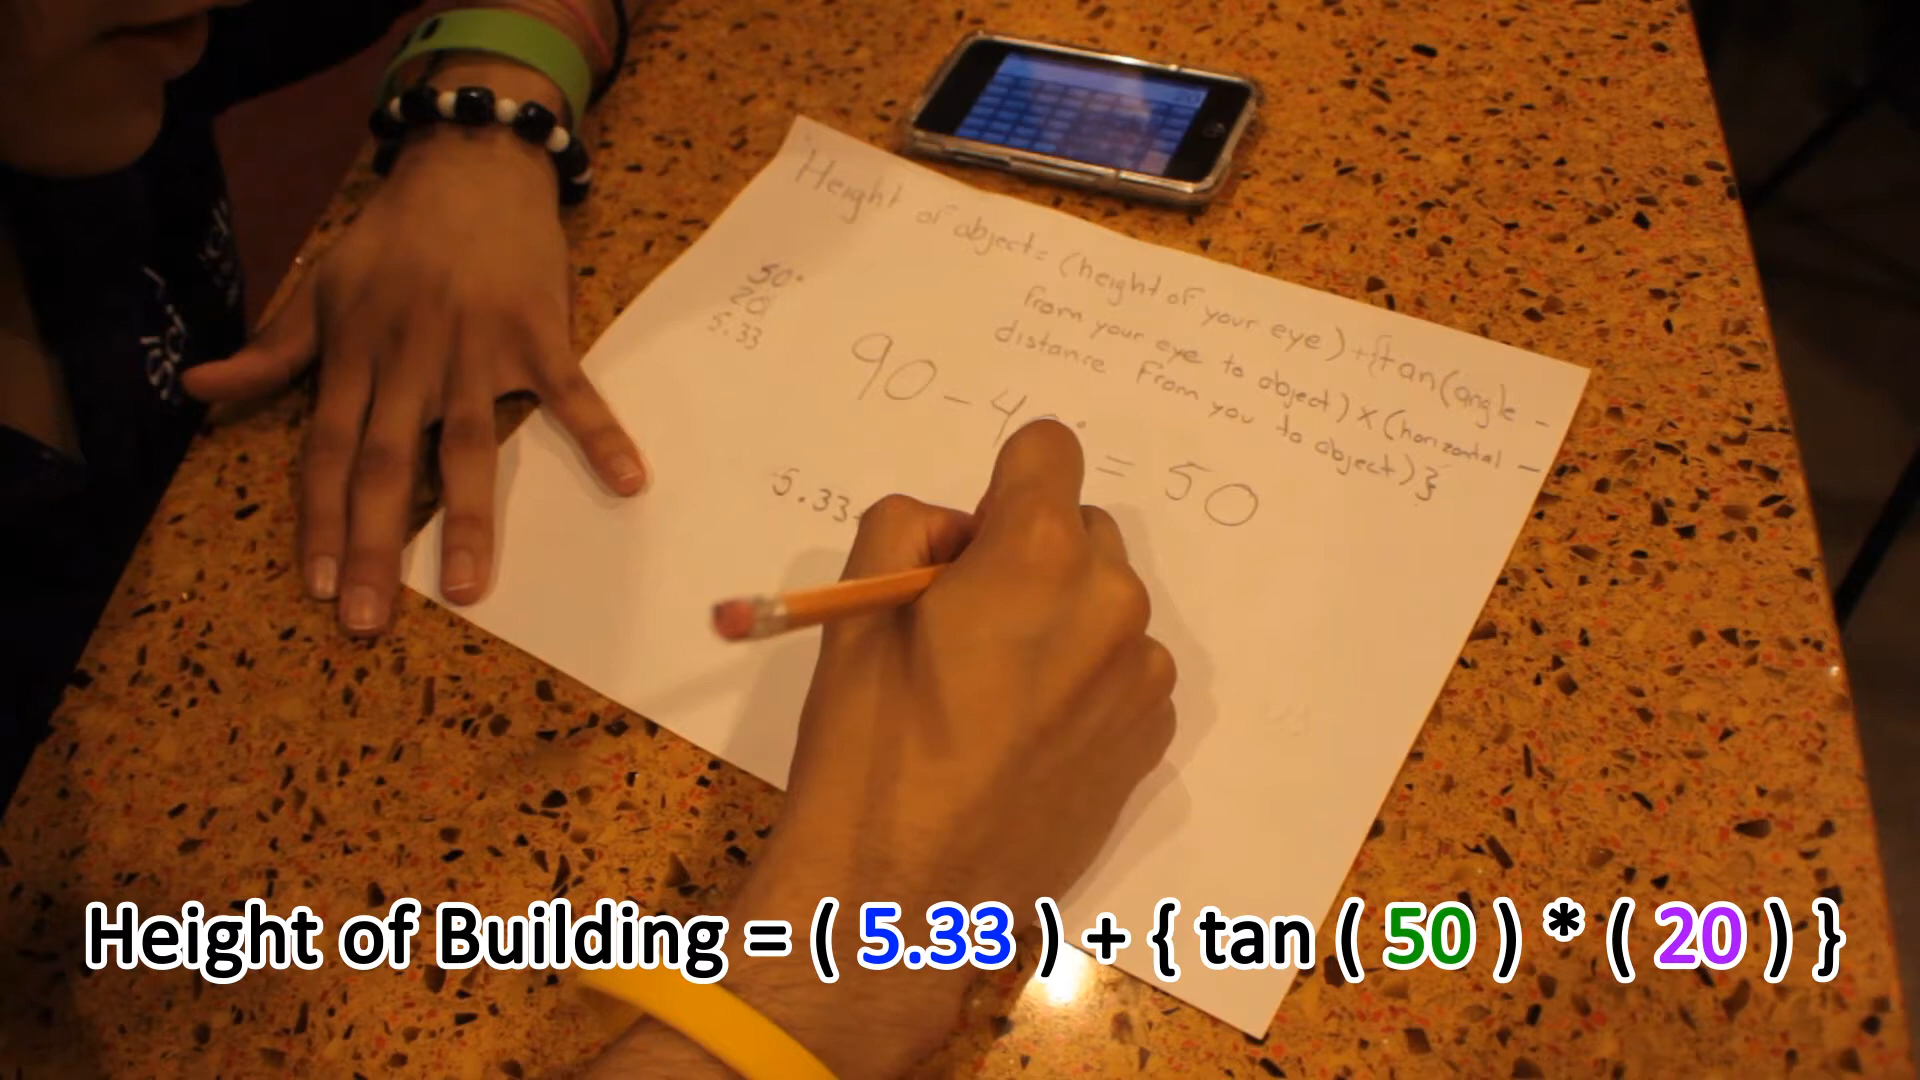 Height of object= (height of your eye) +{tan(angle -
from your eye to object) x (horizontal -
distance from you to object)}
50°
20
5.33
90 - 4 ° = 50
5.33+
Height of Building = ( 5.33 ) + { tan ( 50 ) * ( 20 ) }